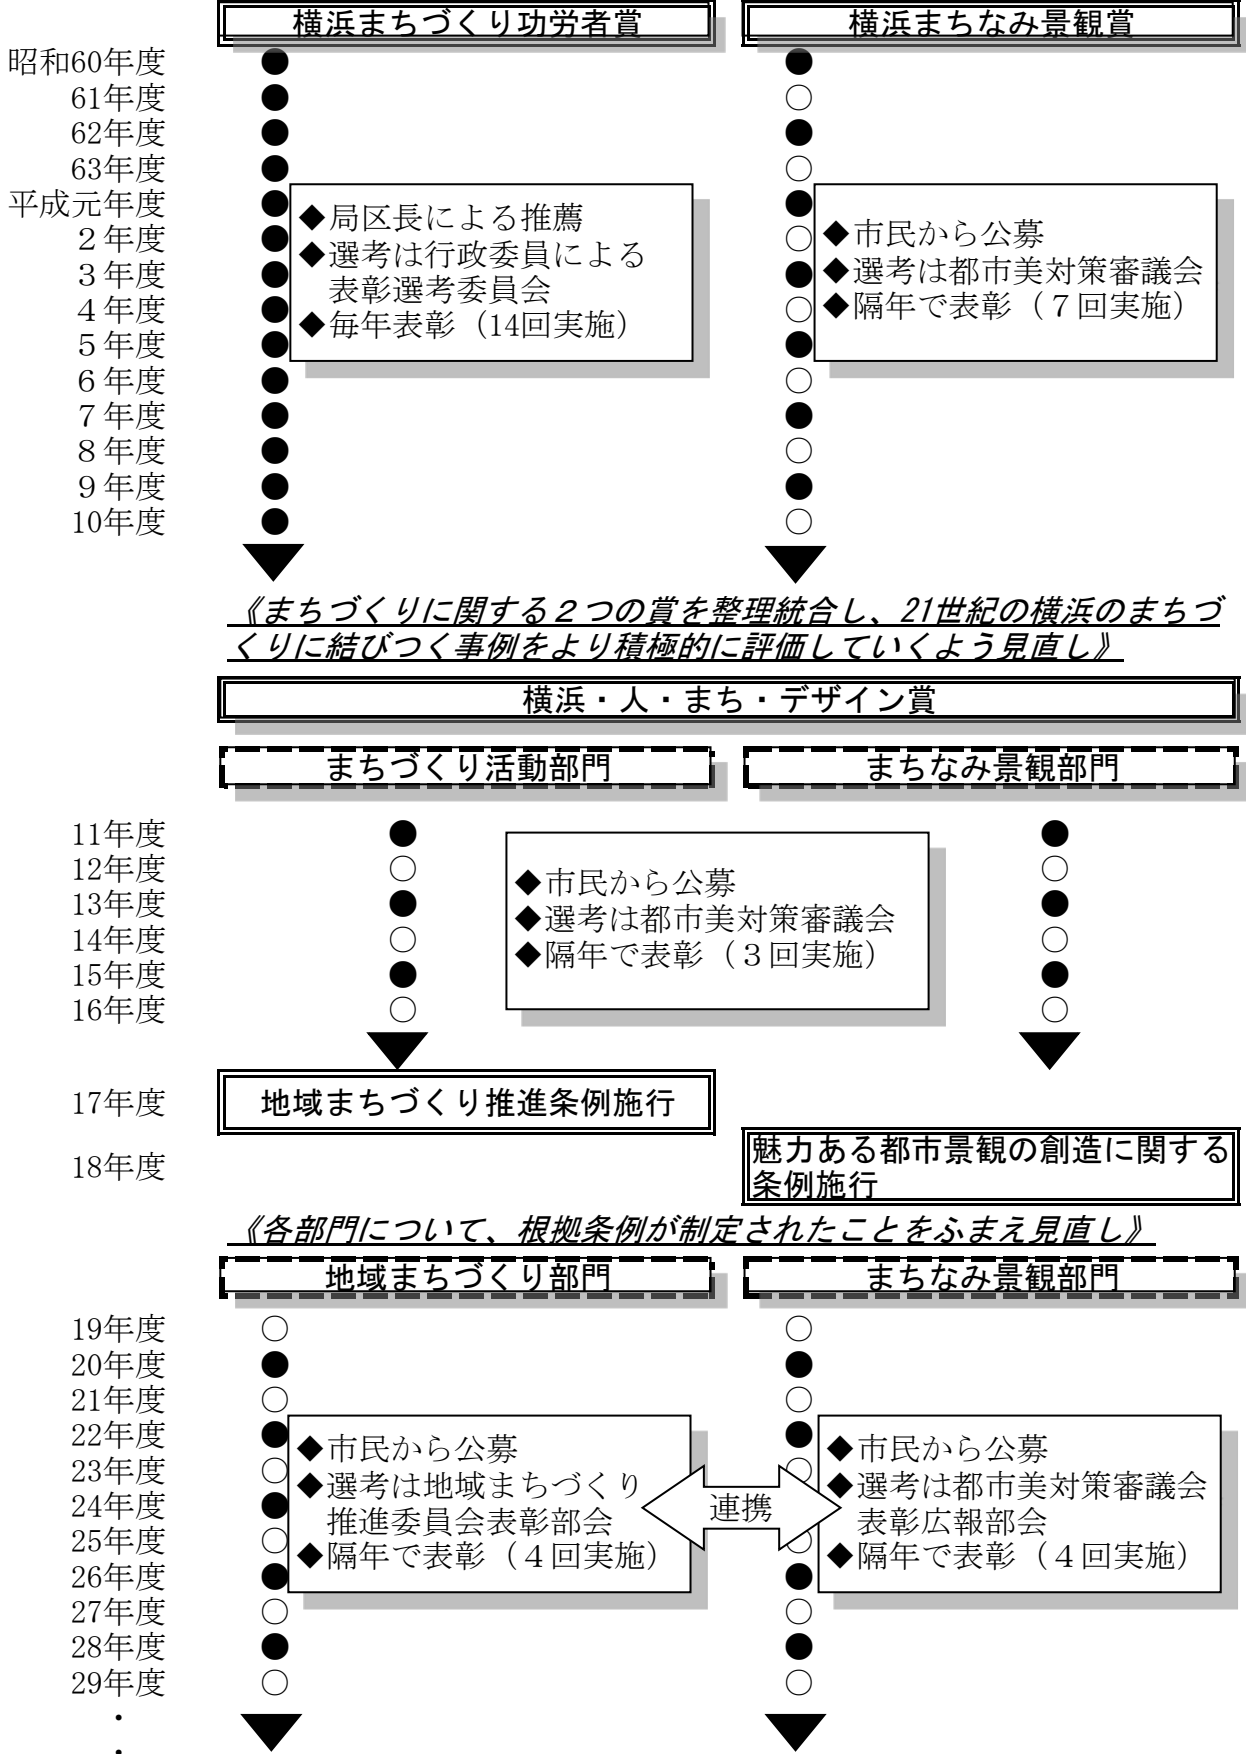 横浜まちづくり功労者賞
横浜まちなみ景観賞
昭和60年度
61年度
62年度
63年度
平成元年度
２年度
３年度
４年度
５年度
６年度
７年度
８年度
９年度
10年度
◆局区長による推薦
◆選考は行政委員による
表彰選考委員会
◆毎年表彰（14回実施）
◆市民から公募
◆選考は都市美対策審議会
◆隔年で表彰（７回実施）
《まちづくりに関する２つの賞を整理統合し、21世紀の横浜のまちづ
くりに結びつく事例をより積極的に評価していくよう見直し》
横浜・人・まち・デザイン賞
まちづくり活動部門
まちなみ景観部門
11年度
12年度
13年度
14年度
15年度
16年度
◆市民から公募
◆選考は都市美対策審議会
◆隔年で表彰（３回実施）
17年度
地域まちづくり推進条例施行
18年度
魅力ある都市景観の創造に関する
条例施行
《各部門について、根拠条例が制定されたことをふまえ見直し》
地域まちづくり部門
まちなみ景観部門
19年度
20年度
21年度
22年度
23年度
24年度
25年度
26年度
27年度
28年度
29年度
・
・
◆市民から公募
◆選考は地域まちづくり
推進委員会表彰部会
◆隔年で表彰（４回実施）
連携
◆市民から公募
◆選考は都市美対策審議会
表彰広報部会
◆隔年で表彰（４回実施）